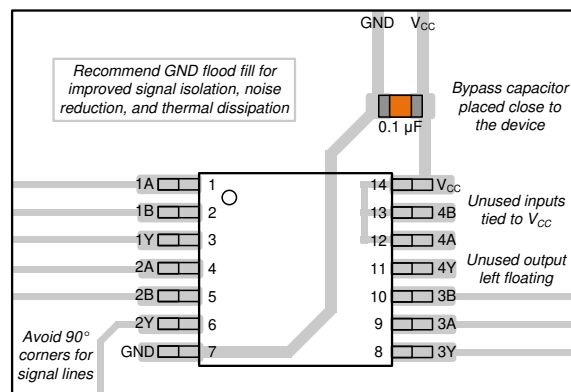 GND VCC
Recommend GND flood fill for
improved signal isolation, noise
reduction, and thermal dissipation
Bypass capacitor
placed close to
the device
0.1 µF
1A 1 14 VCC
1B 2 13 4B
1Y 3 12 4A
2A 4 11 4Y
2B 5 10 3B
2Y 6 9 3A
GND 7 8 3Y
Unused inputs
tied to VCC
Unused output
left floating
Avoid 90°
corners for
signal lines